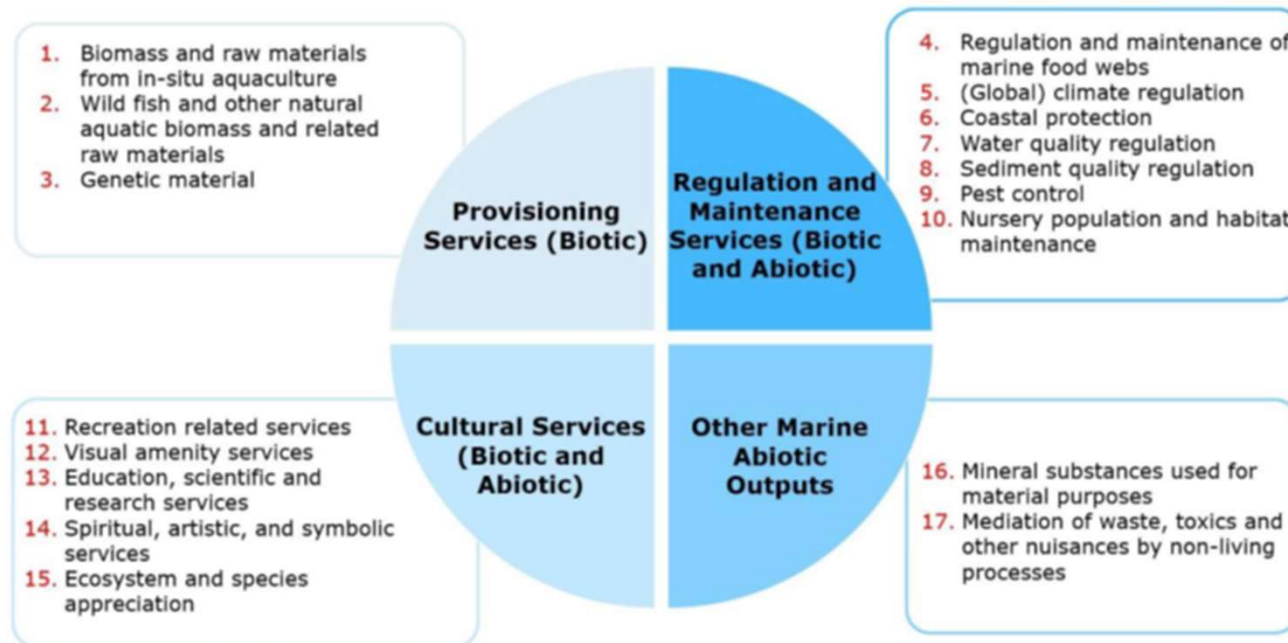 1. Biomass and raw materials
from in-situ aquaculture
2. Wild fish and other natural
aquatic biomass and related
raw materials
3. Genetic material
Provisioning
Services (Biotic)
4. Regulation and maintenance of
marine food webs
5. (Global) climate regulation
6. Coastal protection
7. Water quality regulation
8. Sediment quality regulation
9. Pest control
10. Nursery population and habitat
maintenance
Regulation and
Maintenance
Services (Biotic
and Abiotic)
11. Recreation related services
12. Visual amenity services
13. Education, scientific and
research services
14. Spiritual, artistic, and symbolic
services
15. Ecosystem and species
appreciation
Cultural Services
(Biotic and
Abiotic)
Other Marine
Abiotic
Outputs
16. Mineral substances used for
material purposes
17. Mediation of waste, toxics and
other nuisances by non-living
processes